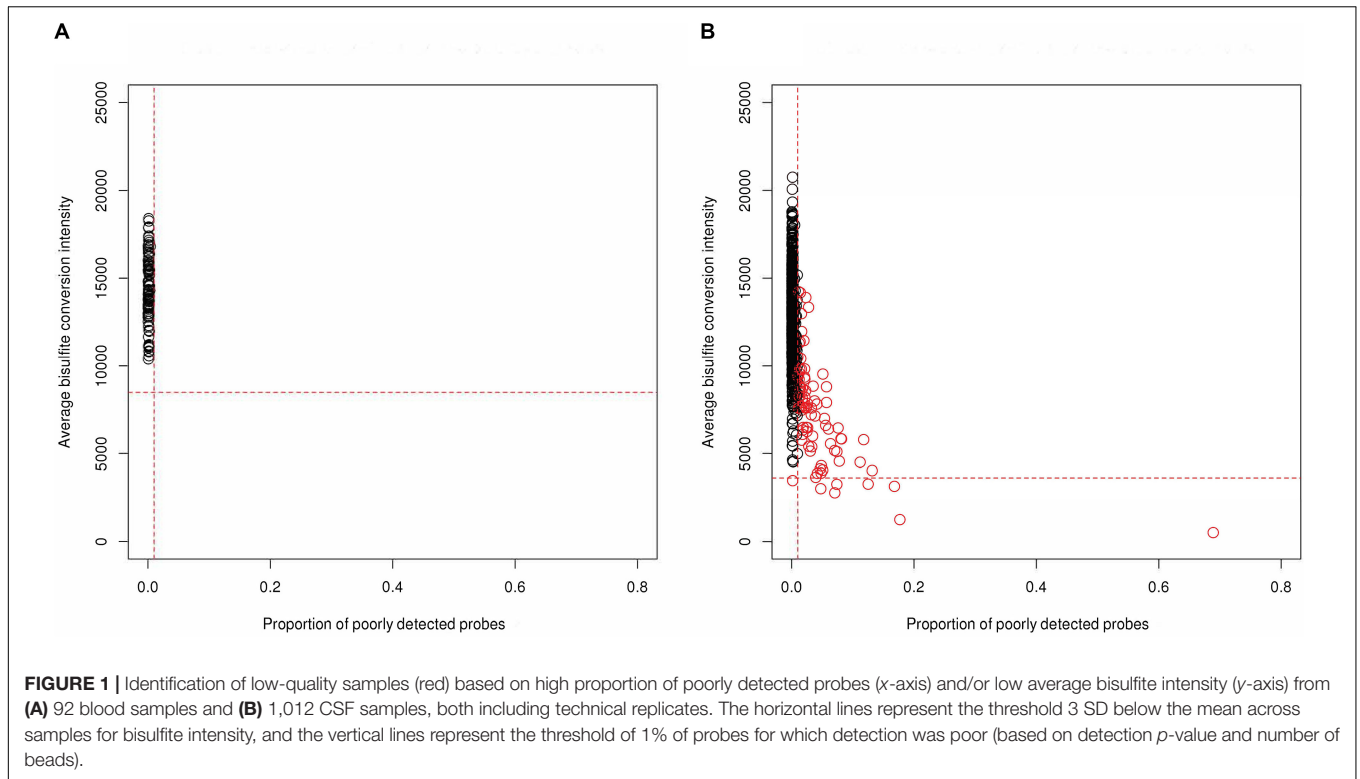 A
B
25000
20000
15000
10000
5000
0
Average bisulfite conversion intensity
0.0 0.2 0.4 0.6 0.8
Proportion of poorly detected probes
25000
20000
15000
10000
5000
0
Average bisulfite conversion intensity
0.0 0.2 0.4 0.6 0.8
Proportion of poorly detected probes
FIGURE 1 | Identification of low-quality samples (red) based on high proportion of poorly detected probes (x-axis) and/or low average bisulfite intensity (y-axis) from
(A) 92 blood samples and (B) 1,012 CSF samples, both including technical replicates. The horizontal lines represent the threshold 3 SD below the mean across
samples for bisulfite intensity, and the vertical lines represent the threshold of 1% of probes for which detection was poor (based on detection p-value and number of
beads).